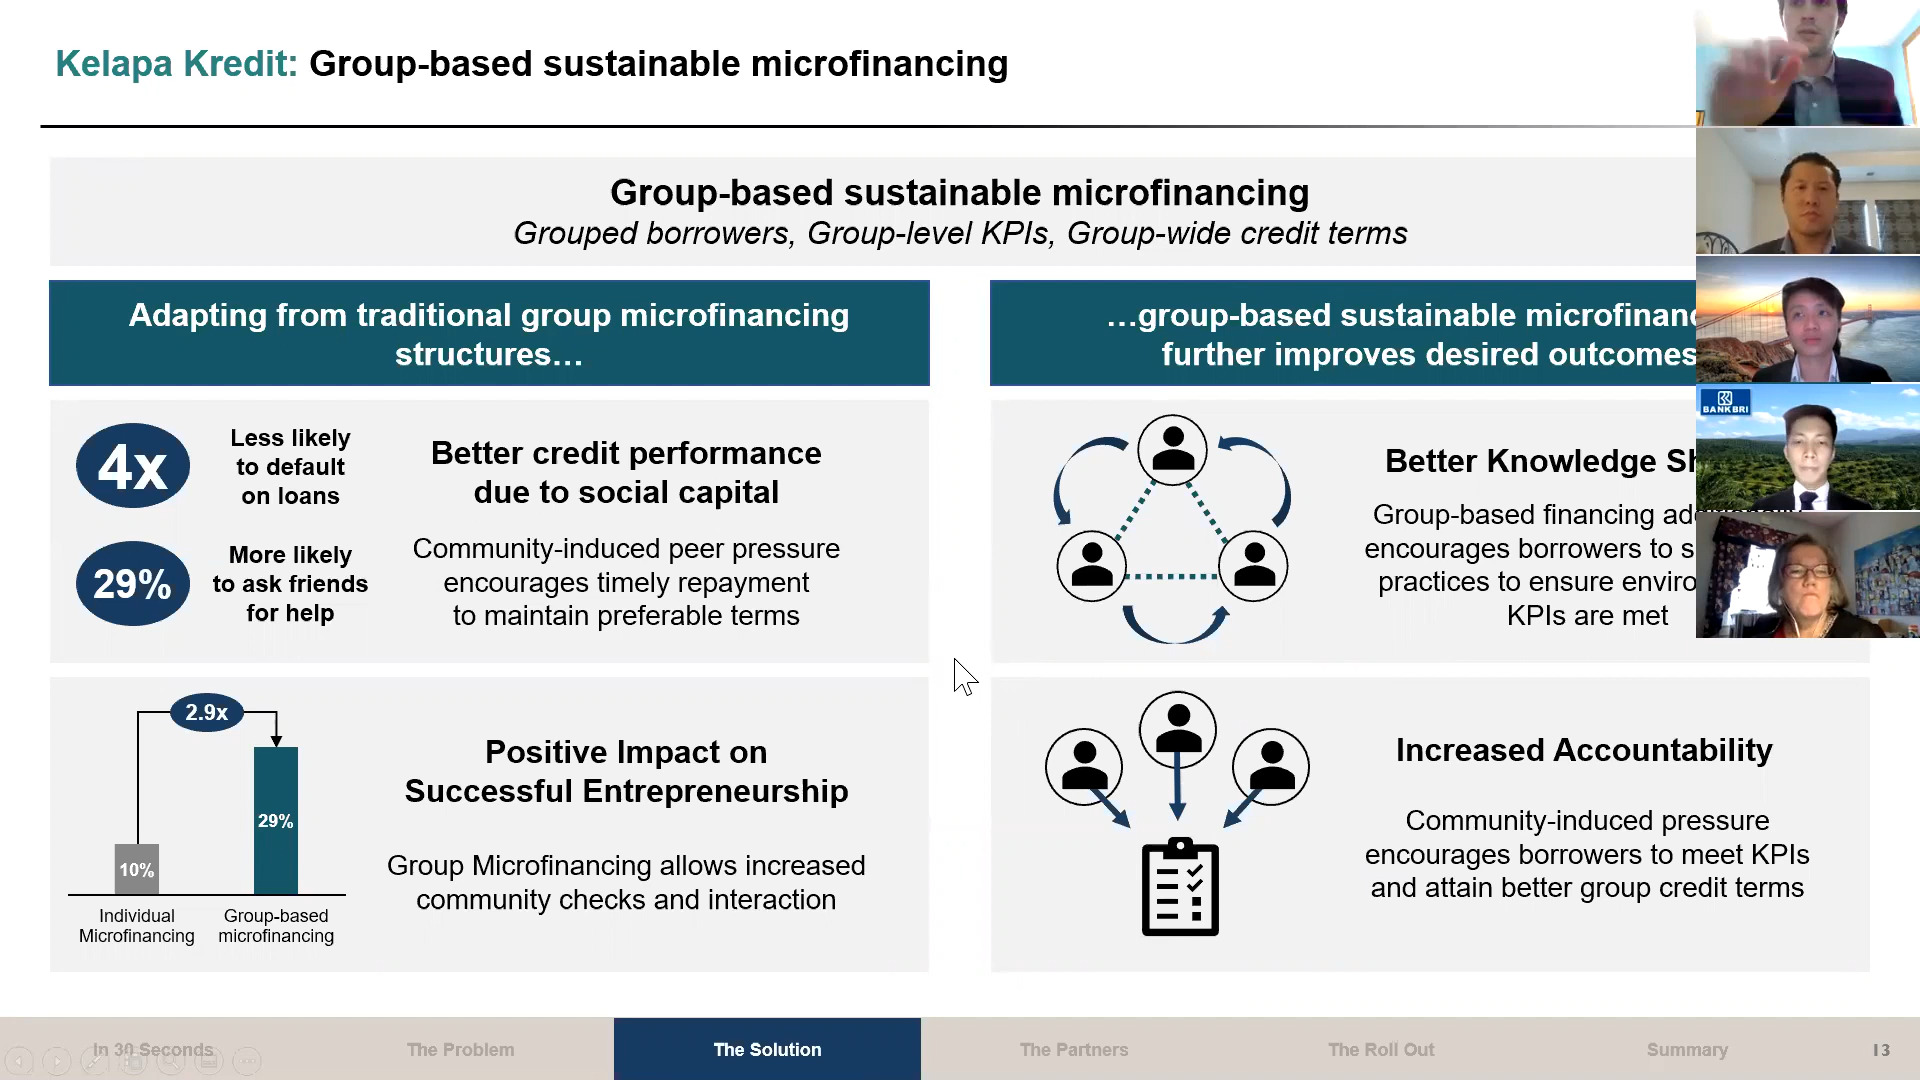 Kelapa Kredit: Group-based sustainable microfinancing
Group-based sustainable microfinancing
Grouped borrowers, Group-level KPIs, Group-wide credit terms
Adapting from traditional group microfinancing
structures…
…group-based sustainable microfinanc
further improves desired outcomes
4x
Less likely
to default
on loans
29%
More likely
to ask friends
for help
Better credit performance
due to social capital
Community-induced peer pressure
encourages timely repayment
to maintain preferable terms
Better Knowledge Sh
Group-based financing
encourages borrowers to s
practices to ensure enviro
KPIs are met
BANK BRI
2.9x
10%
29%
Individual
Microfinancing
Group-based
microfinancing
Positive Impact on
Successful Entrepreneurship
Group Microfinancing allows increased
community checks and interaction
Increased Accountability
Community-induced pressure
encourages borrowers to meet KPIs
and attain better group credit terms
In 30 Seconds
The Problem
The Solution
The Partners
The Roll Out
Summary
13